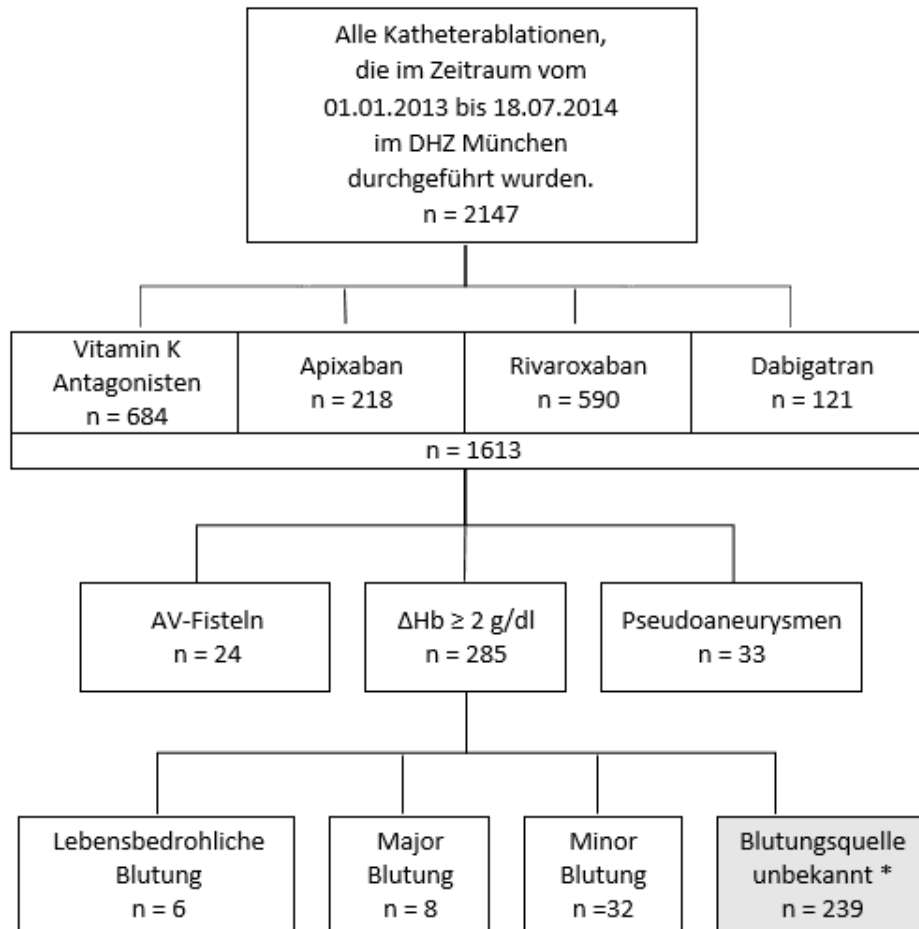 Alle Katheterablationen,
die im Zeitraum vom
01.01.2013 bis 18.07.2014
im DHZ München
durchgeführt wurden.
n = 2147
Vitamin K
Antagonisten
n = 684
Apixaban
n = 218
Rivaroxaban
n = 590
Dabigatran
n = 121
n = 1613
AV-Fisteln
n = 24
ΔHb ≥ 2 g/dl
n = 285
Pseudoaneurysmen
n = 33
Lebensbedrohliche
Blutung
n = 6
Major
Blutung
n = 8
Minor
Blutung
n =32
Blutungsquelle
unbekannt *
n = 239